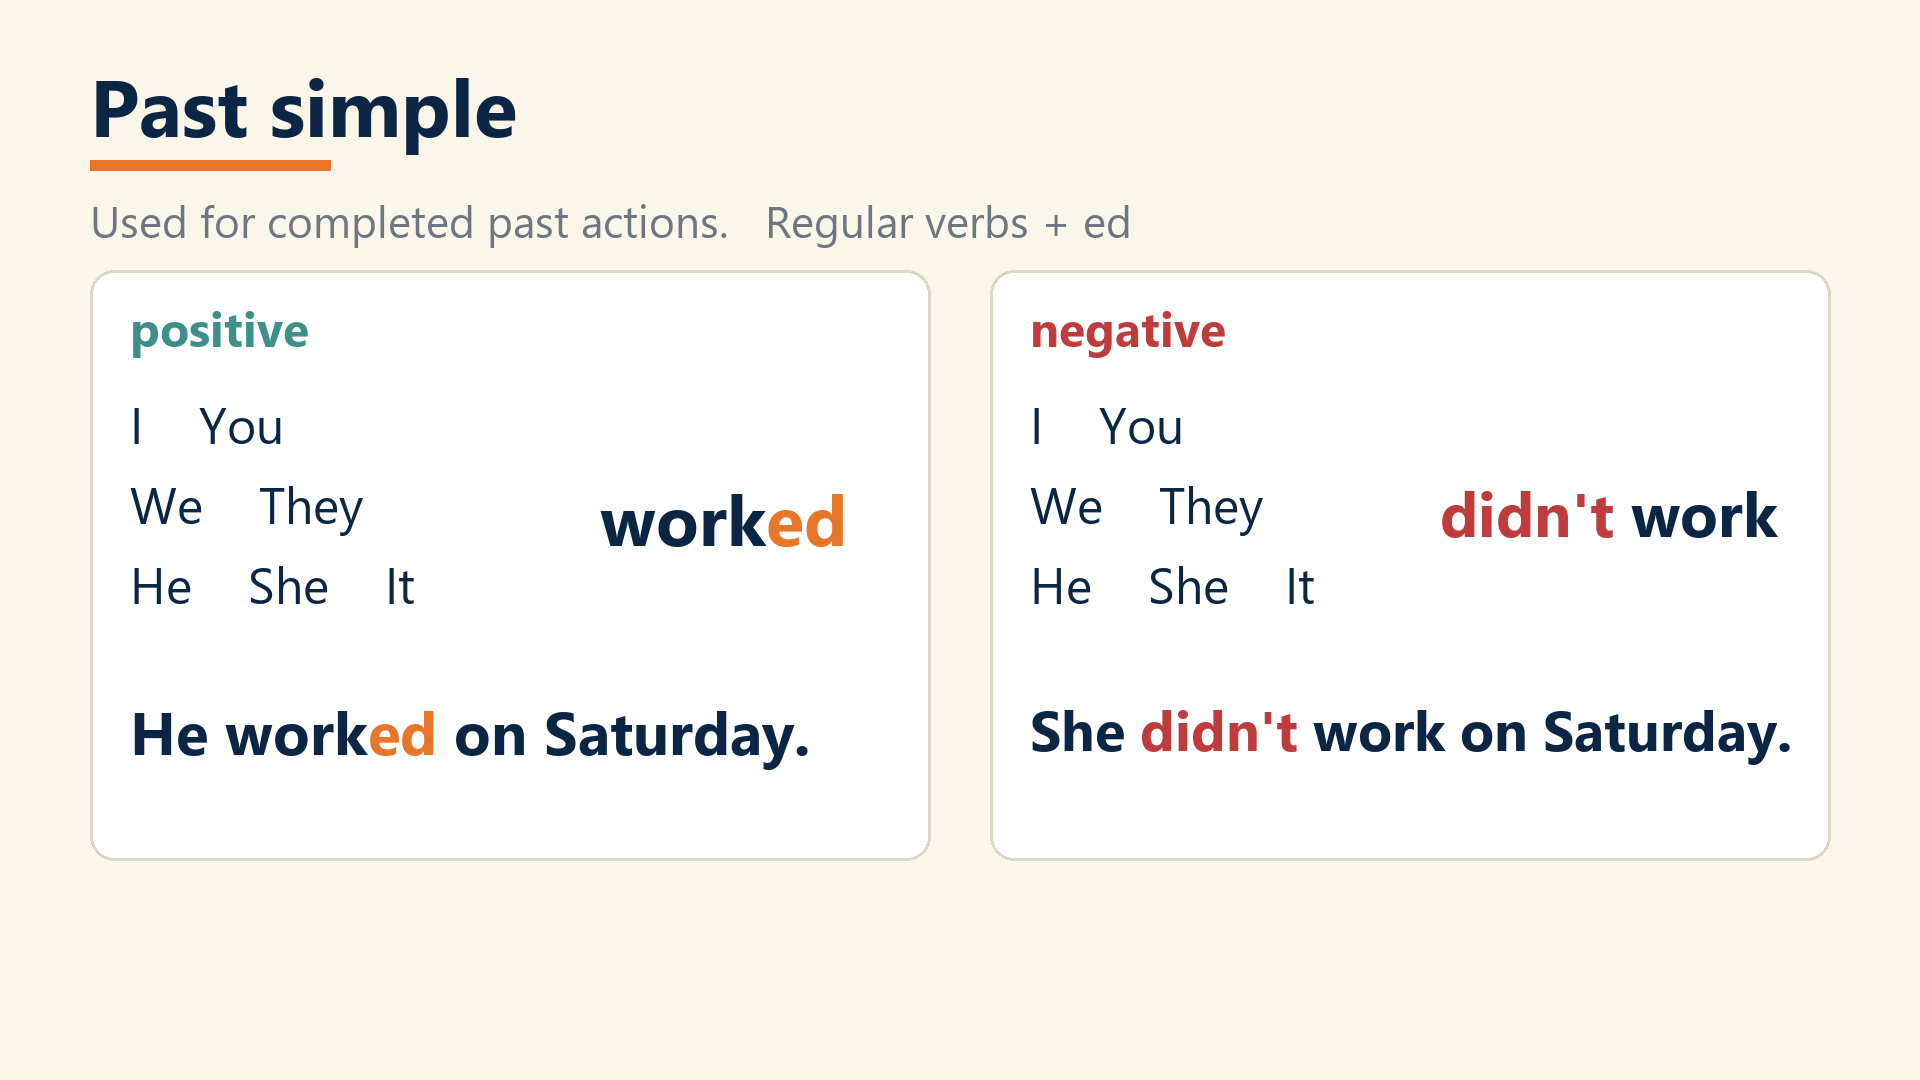 Past simple
Used for completed past actions.   Regular verbs + ed
positive
I You
We They
He She It
worked
He worked on Saturday.
negative
I You
We They
He She It
didn't work
She didn't work on Saturday.